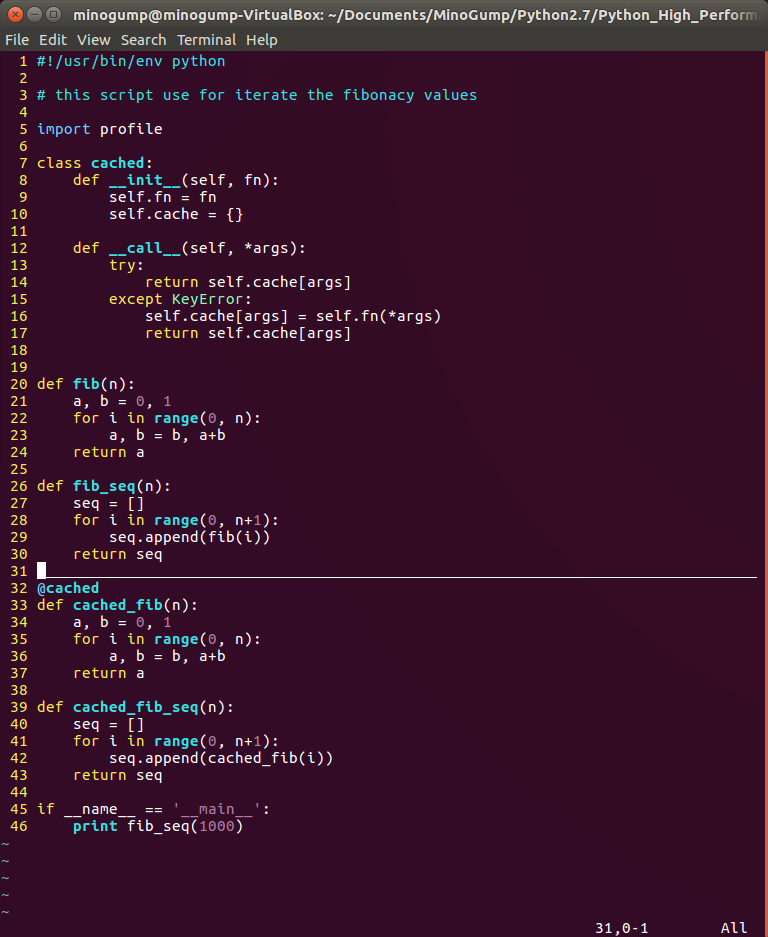 minogump@minogump-VirtualBox: ~/Documents/MinoGump/Python2.7/Python_High_Perform
File Edit View Search Terminal Help
1 #!/usr/bin/env python
2
3 # this script use for iterate the fibonacy values
4
5 import profile
6
7 class cached:
8     def __init__(self, fn):
9         self.fn = fn
10         self.cache = {}
11
12     def __call__(self, *args):
13         try:
14             return self.cache[args]
15         except KeyError:
16             self.cache[args] = self.fn(*args)
17             return self.cache[args]
18
19
20 def fib(n):
21     a, b = 0, 1
22     for i in range(0, n):
23         a, b = b, a+b
24     return a
25
26 def fib_seq(n):
27     seq = []
28     for i in range(0, n+1):
29         seq.append(fib(i))
30     return seq
31
32 @cached
33 def cached_fib(n):
34     a, b = 0, 1
35     for i in range(0, n):
36         a, b = b, a+b
37     return a
38
39 def cached_fib_seq(n):
40     seq = []
41     for i in range(0, n+1):
42         seq.append(cached_fib(i))
43     return seq
44
45 if __name__ == '__main__':
46     print fib_seq(1000)
~
~
~
~
~
31,0-1 All